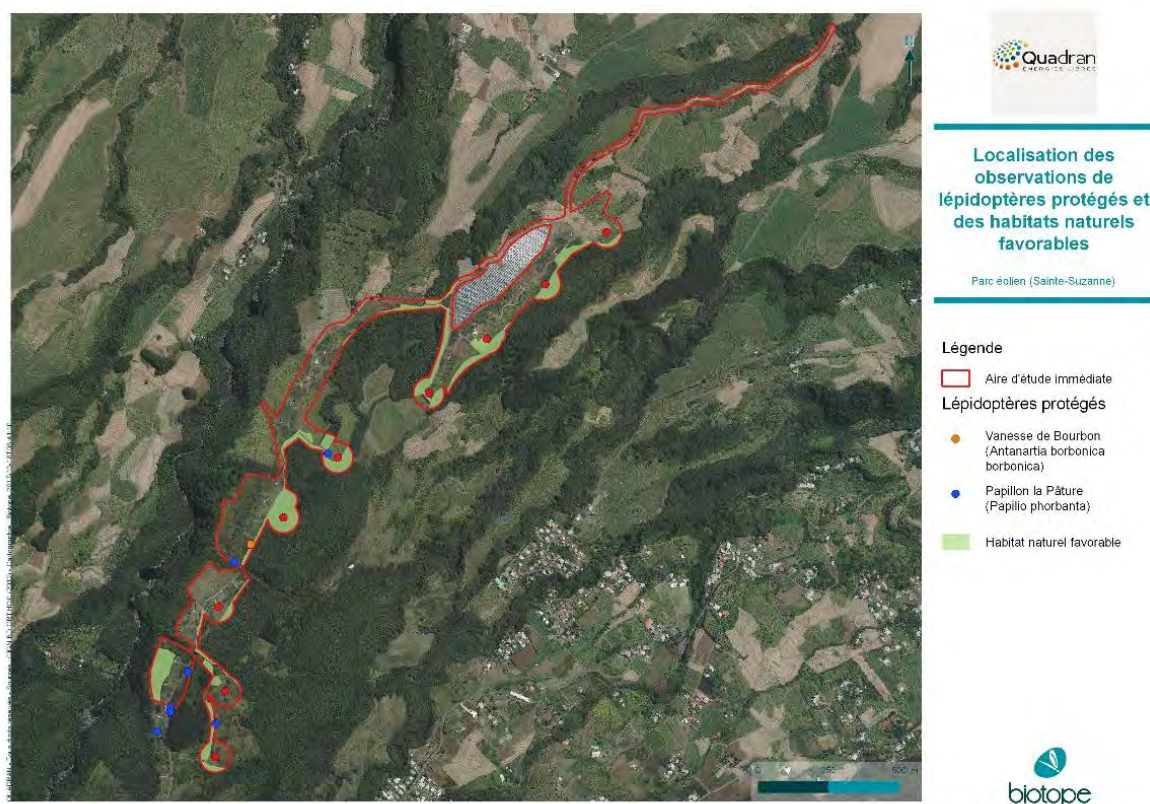 N
Quadran
ENERGIES LIBRES
Localisation des
observations de
lépidoptères protégés et
des habitats naturels
favorables
Parc éolien (Sainte-Suzanne)
Légende
Aire d'étude immédiate
Lépidoptères protégés
Vanesse de Bourbon
(Antanartia borbonica
borbonica)
Papillon la Pâture
(Papilio phorbanta)
Habitat naturel favorable
biotope